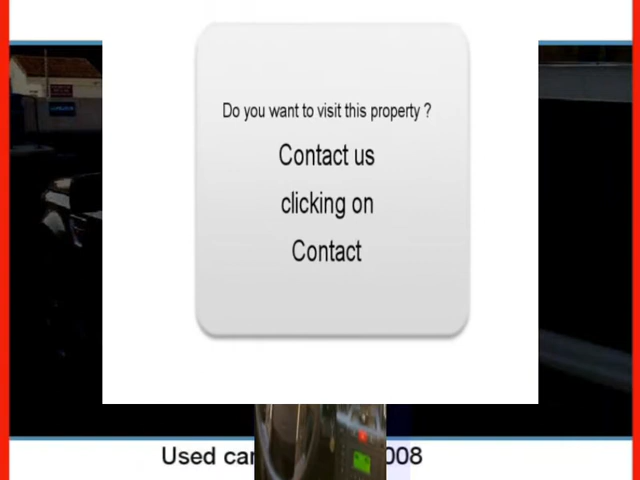 Do you want to visit this property ?
Contact us
clicking on
Contact
Used car 008